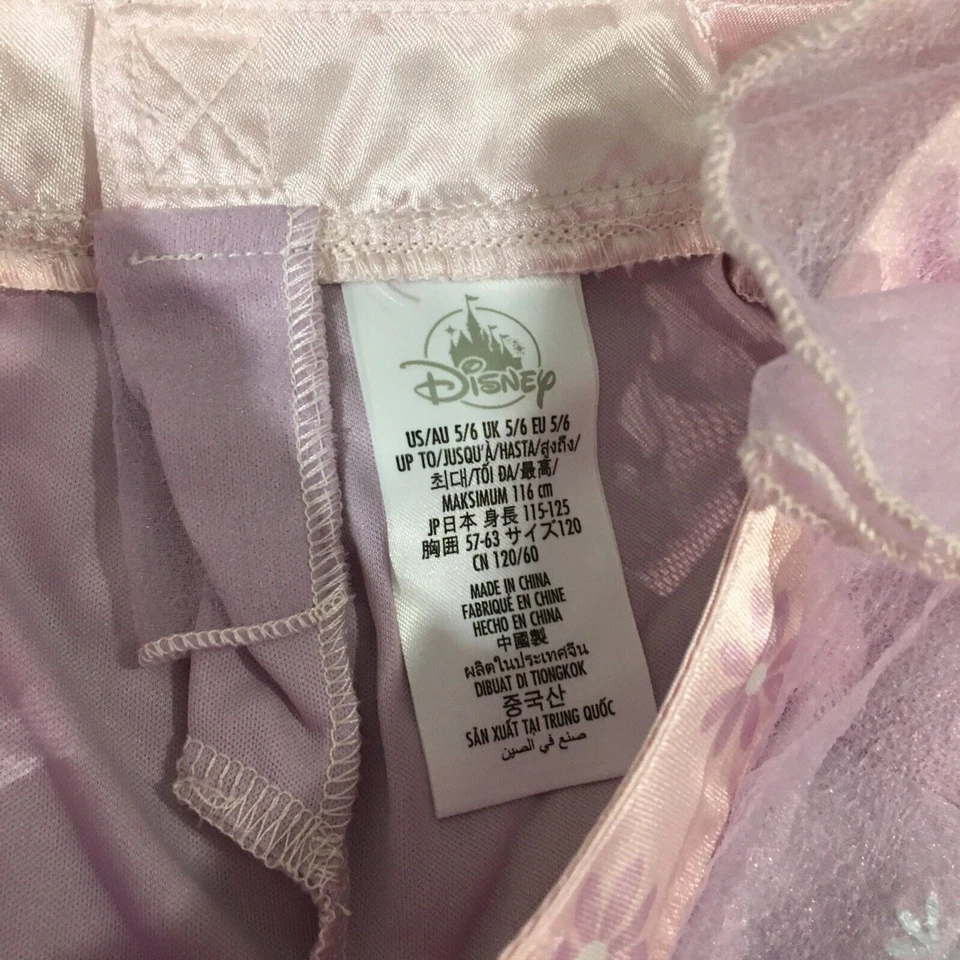 DISNEY
US/AU 5/6 UK 5/6 EU 5/6
UP TO/JUSQU'À/HASTA/สูงถึง/
최대/TỐI ĐA/最高/
MAKSIMUM 116 cm
JP日本 身長 115-125
胸囲 57-63 サイズ120
CN 120/60
MADE IN CHINA
FABRIQUÉ EN CHINE
HECHO EN CHINA
中國製
ผลิตในประเทศจีน
DIBUAT DI TIONGKOK
중국산
SẢN XUẤT TẠI TRUNG QUỐC
صنع في الصين